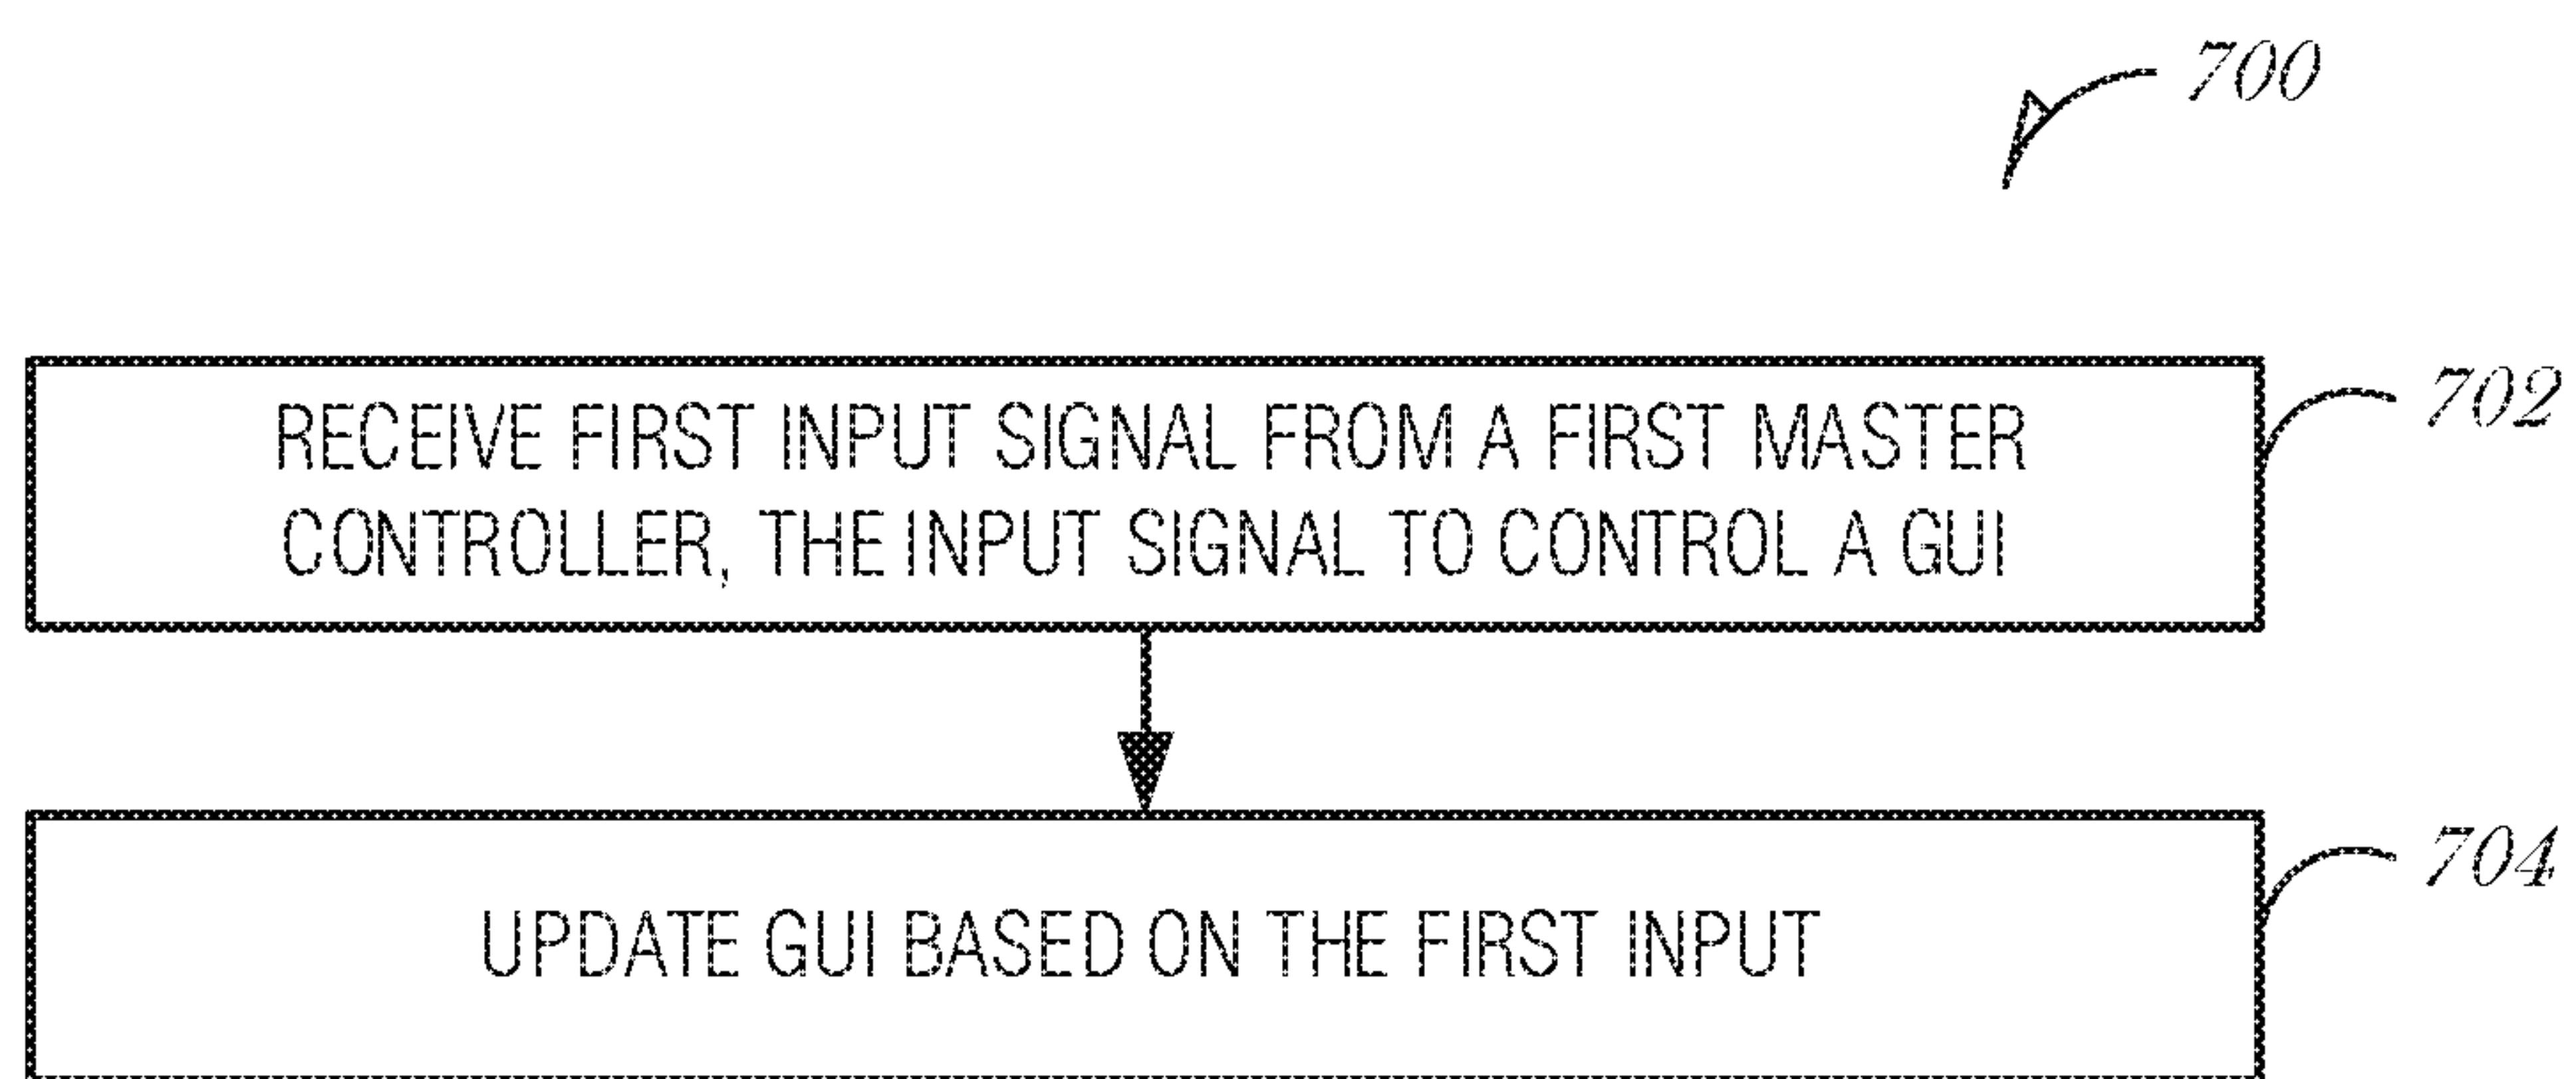 700
RECEIVE FIRST INPUT SIGNAL FROM A FIRST MASTER
CONTROLLER, THE INPUT SIGNAL TO CONTROL A GUI
702
UPDATE GUI BASED ON THE FIRST INPUT
704